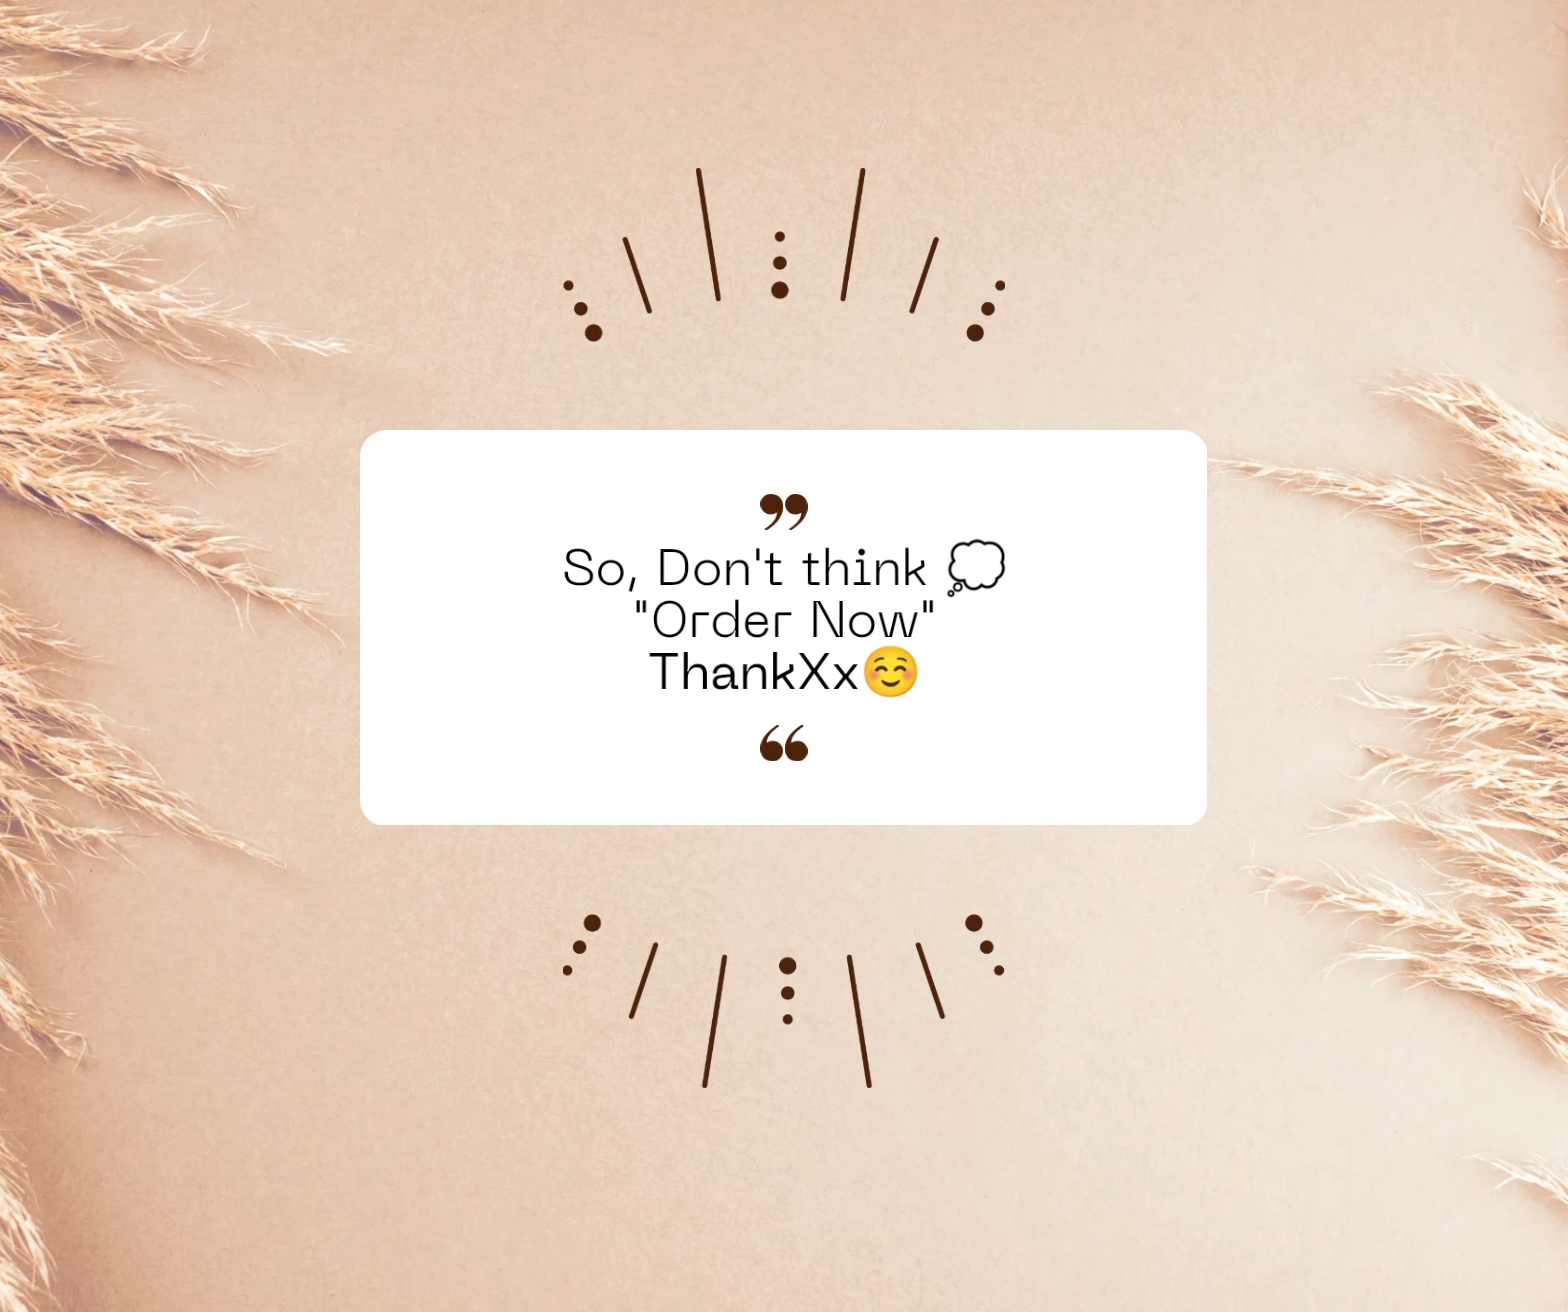 ”
So, Don't think 💭
"Order Now"
ThankXx☺️
“